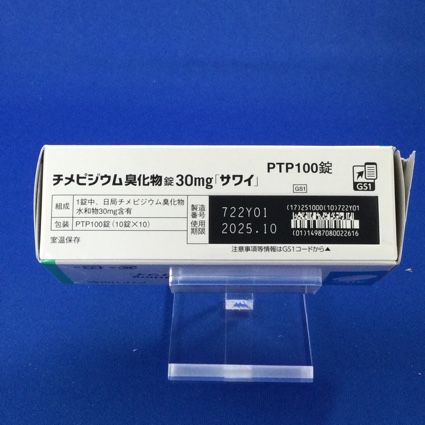 チメピジウム臭化物錠30mg「サワイ」
PTP100錠
GS1
GS1
組成 1錠中、日局チメピジウム臭化物
水和物30mg含有
包装 PTP100錠(10錠×10)
室温保存
製造番号 722Y01
使用期限 2025.10
(17)251000(10)722Y01
(01)14987080022616
注意事項等情報はGS1コードから▲